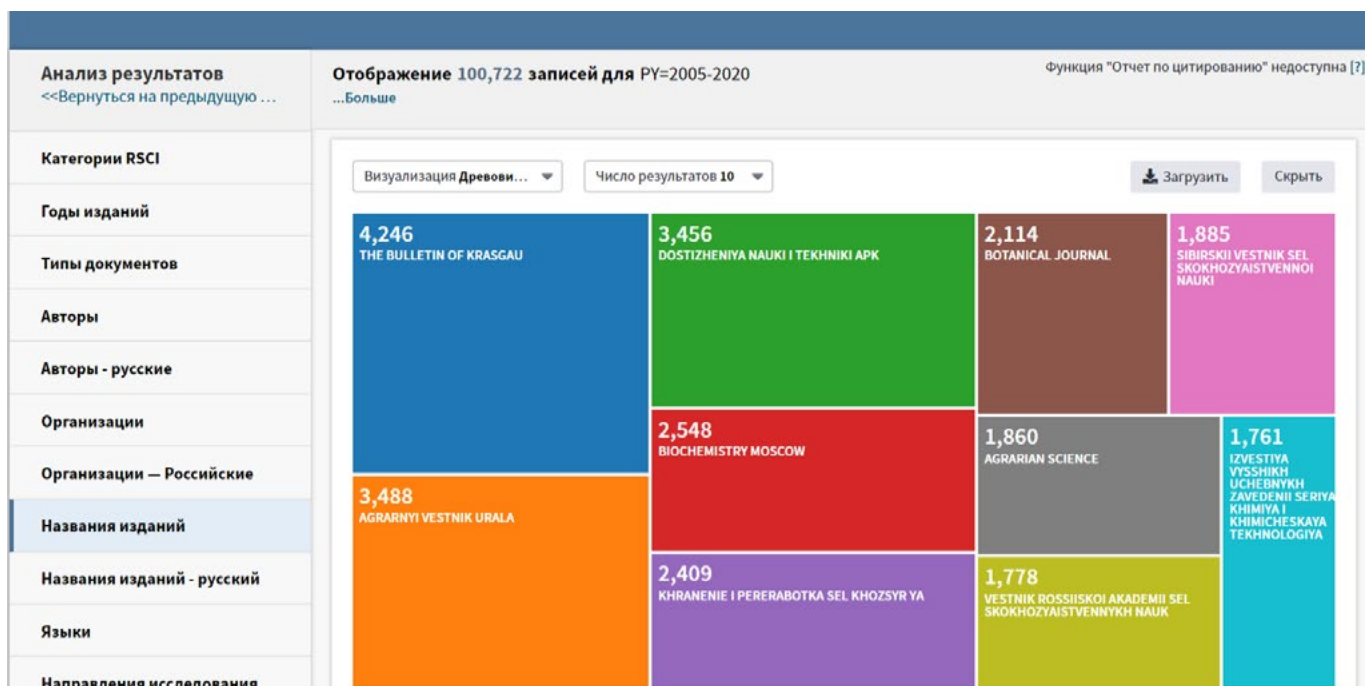 Анализ результатов
<<Вернуться на предыдущую ...
Отображение 100,722 записей для PY=2005-2020
...Больше
Функция "Отчет по цитированию" недоступна [?]
Категории RSCI
Годы изданий
Типы документов
Авторы
Авторы - русские
Организации
Организации — Российские
Названия изданий
Названия изданий - русский
Языки
Направления исследования
Визуализация Древови...
Число результатов 10
Загрузить
Скрыть
4,246
THE BULLETIN OF KRASGAU
3,488
AGRARNYI VESTNIK URALA
3,456
DOSTIZHENIYA NAUKI I TEKHNIKI APK
2,548
BIOCHEMISTRY MOSCOW
2,409
KHRANENIE I PERERABOTKA SEL KHOZSYR YA
2,114
BOTANICAL JOURNAL
1,885
SIBIRSKII VESTNIK SEL
SKOKHOZYAISTVENNOI
NAUKI
1,860
AGRARIAN SCIENCE
1,778
VESTNIK ROSSIISKOI AKADEMII SEL
SKOKHOZYAISTVENNYKH NAUK
1,761
IZVESTIYA
VYSSHIKH
UCHEBNYKH
ZAVEDENII SERIYA
KHIMIYA I
KHIMICHESKAYA
TEKHNOLOGIYA